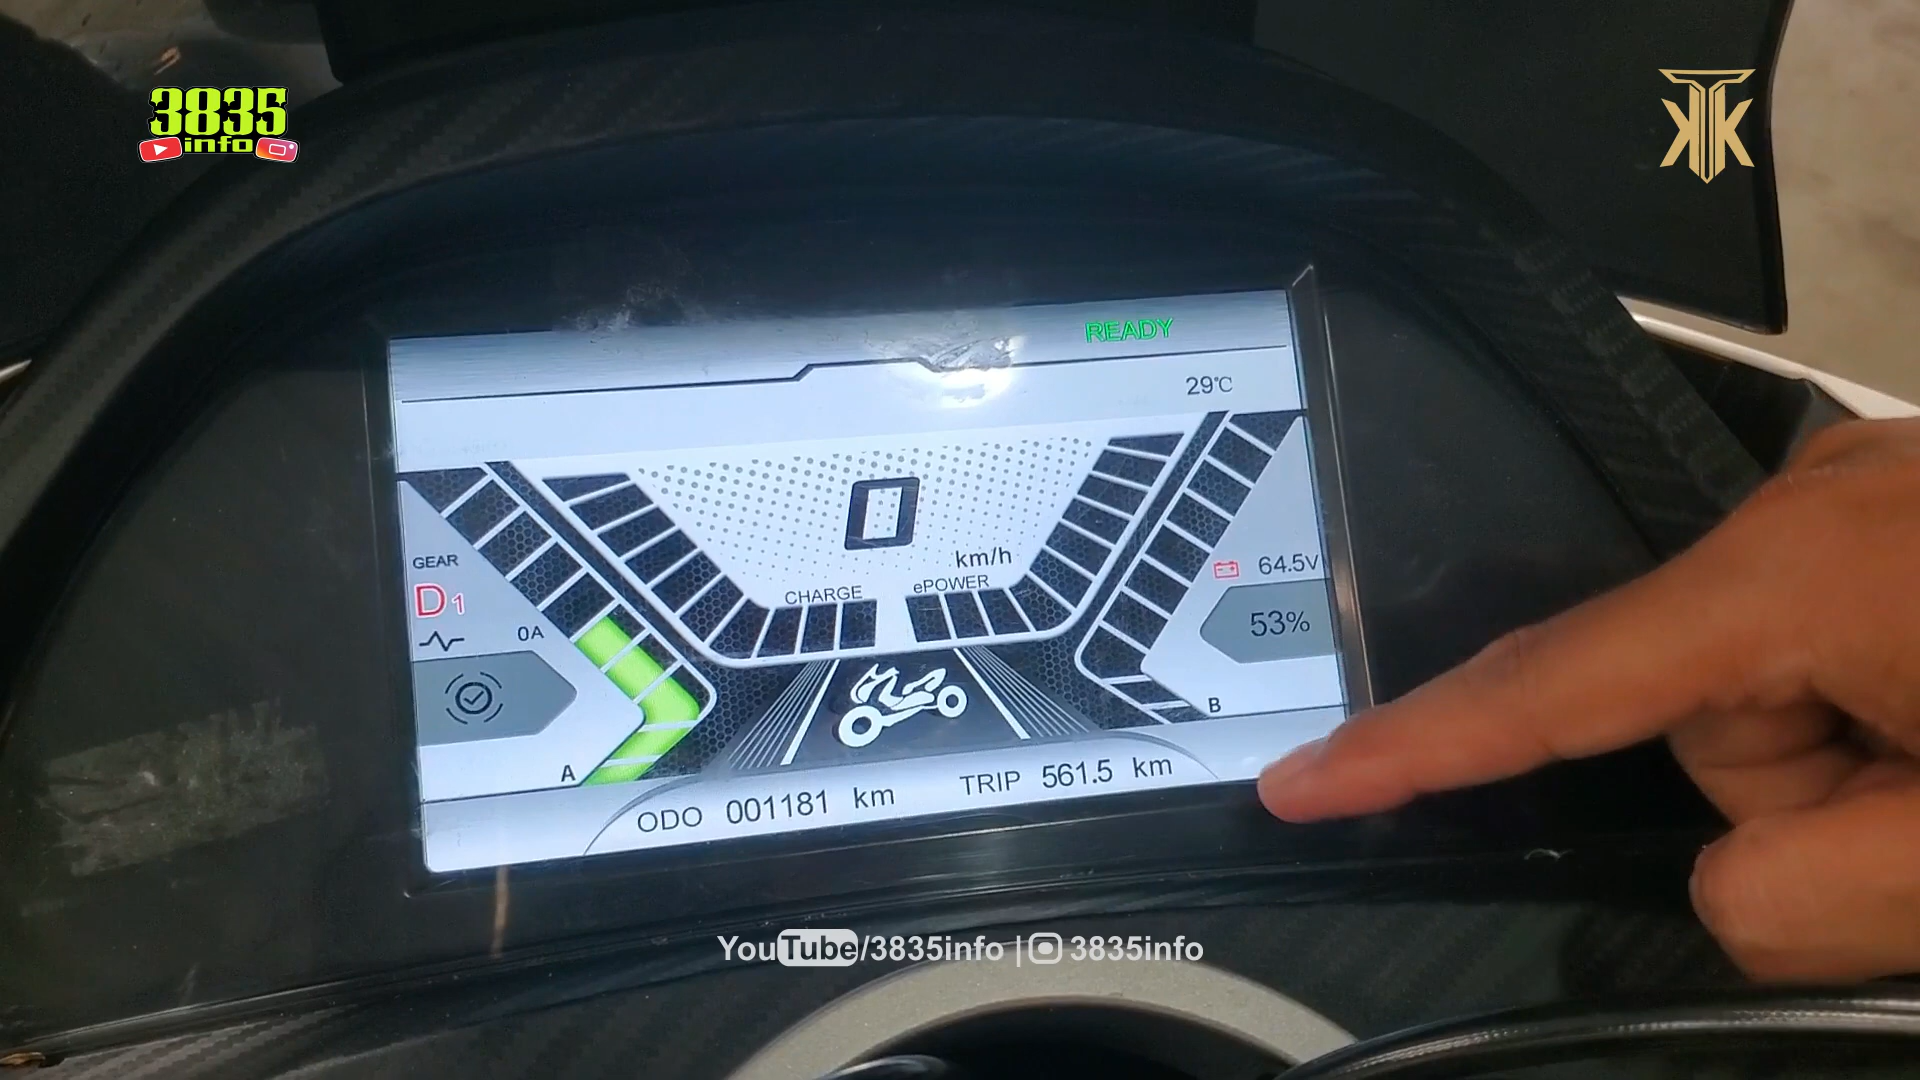 3835
info
KTK
READY
29℃
0
km/h
CHARGE
ePOWER
GEAR
D1
0A
64.5V
53%
A
B
ODO 001181 km
TRIP 561.5 km
YouTube/3835info | 3835info